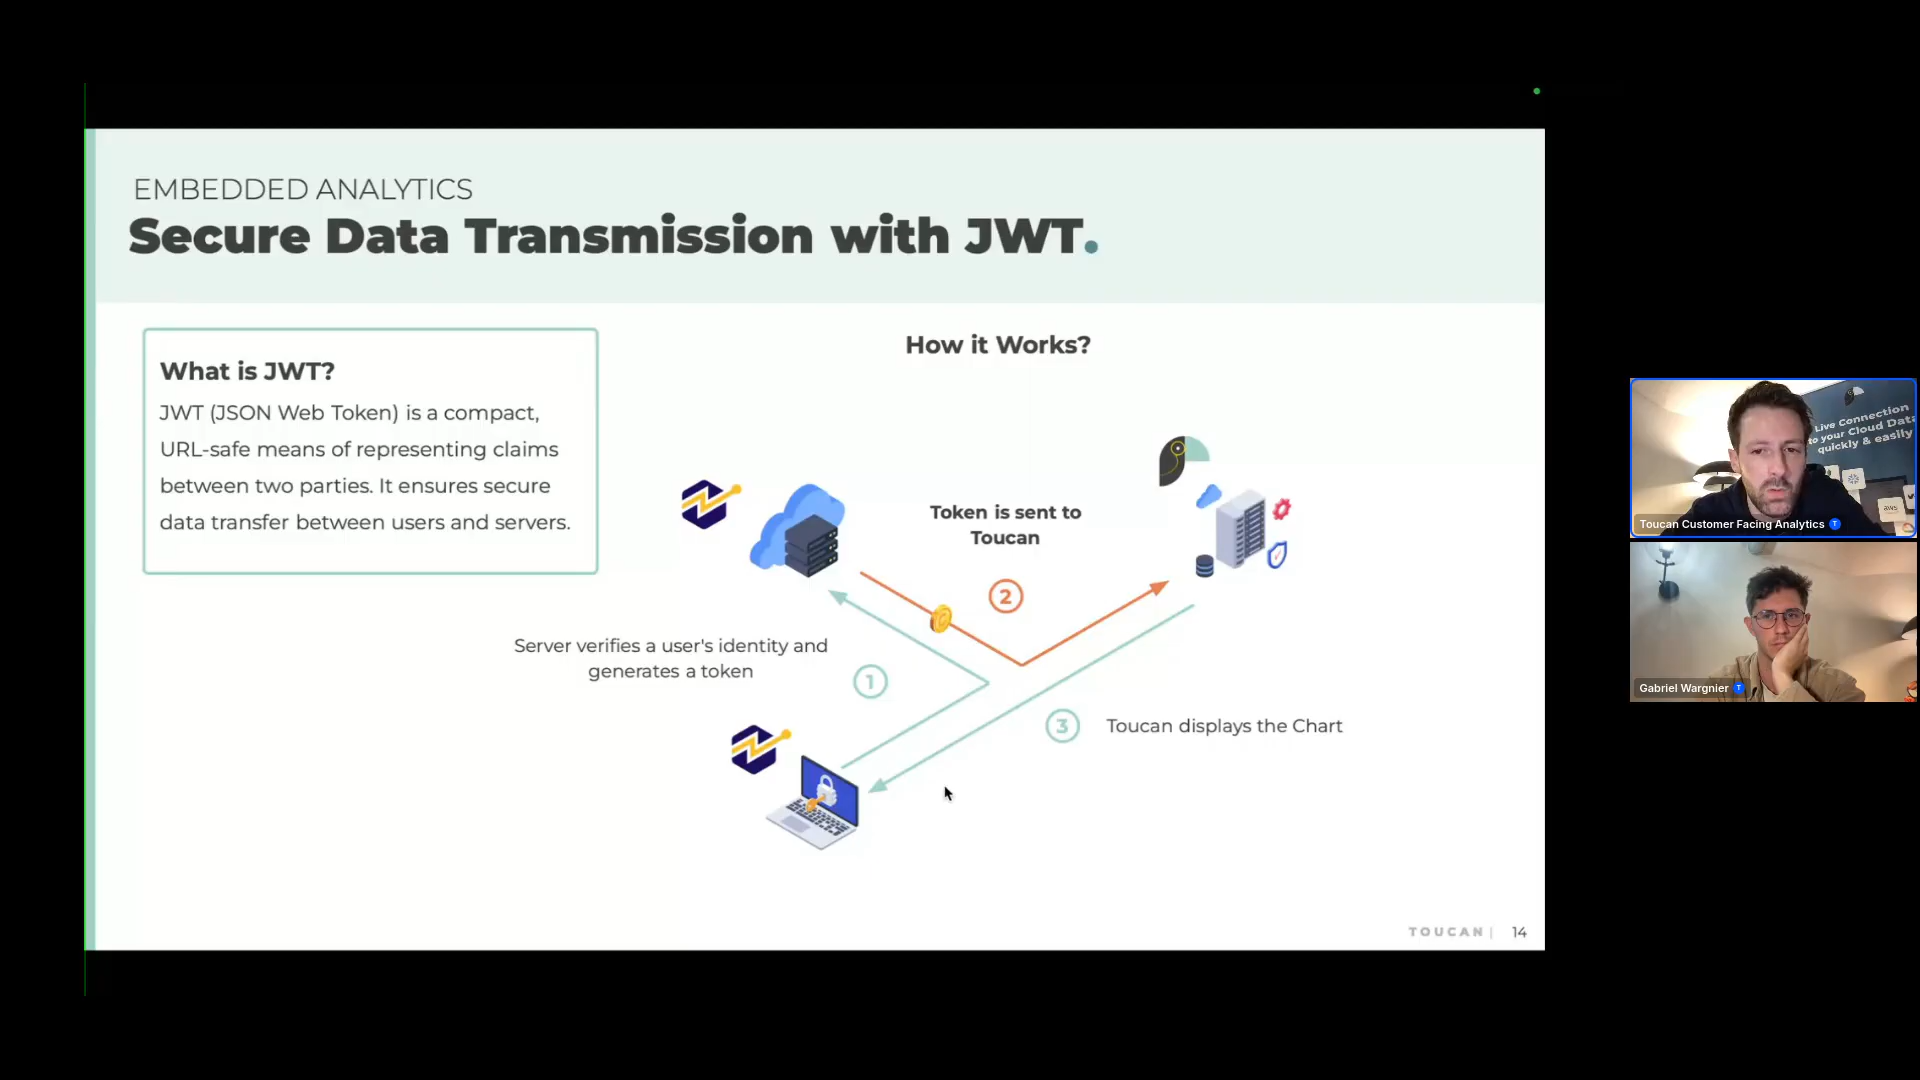 EMBEDDED ANALYTICS
Secure Data Transmission with JWT.
What is JWT?
JWT (JSON Web Token) is a compact,
URL-safe means of representing claims
between two parties. It ensures secure
data transfer between users and servers.
How it Works?
Token is sent to
Toucan
2
Server verifies a user's identity and
generates a token
1
3
Toucan displays the Chart
TOUCAN | 14
Live Connection
to your Cloud Data
quickly & easily
aws
Toucan Customer Facing Analytics T
Gabriel Wargnier T